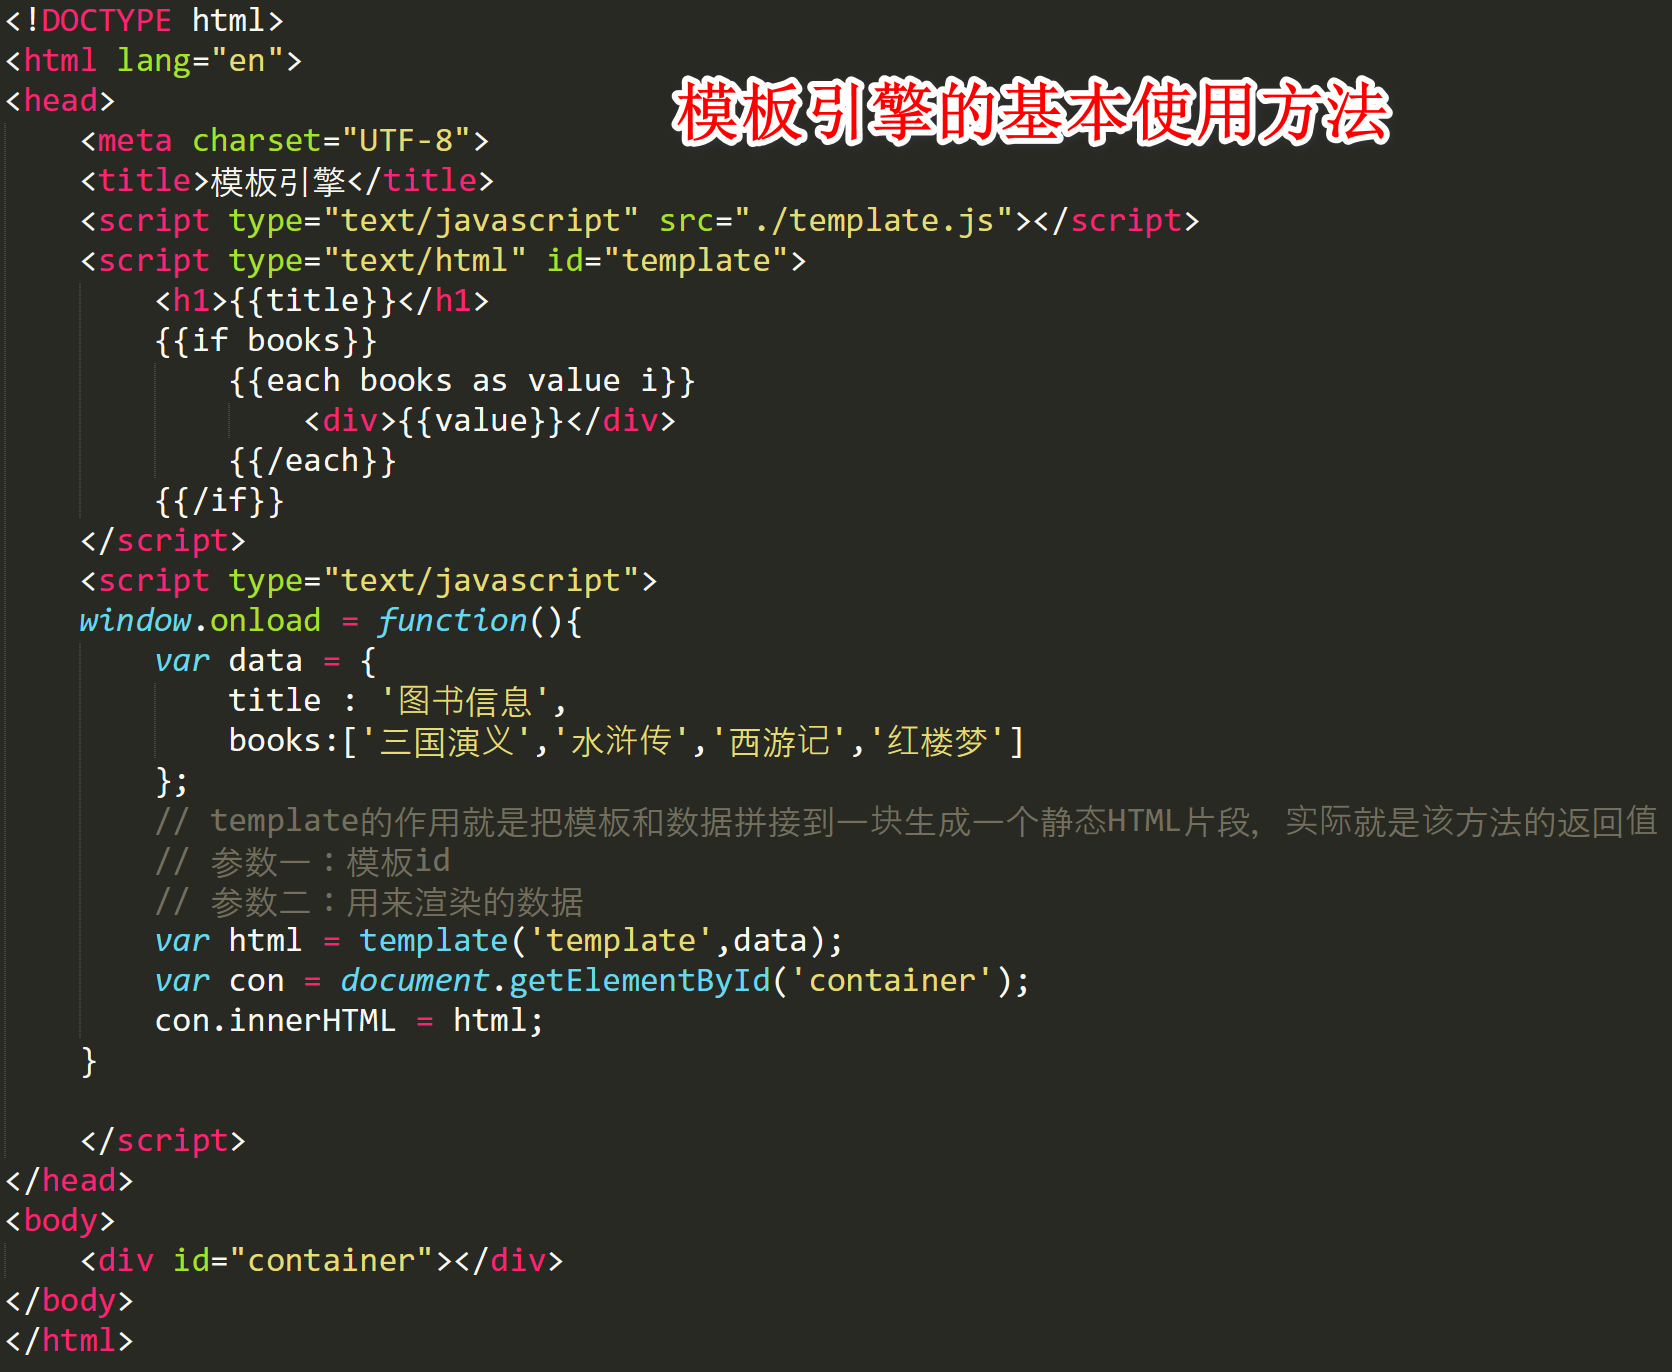 <!DOCTYPE html>
<html lang="en">
<head>
模板引擎的基本使用方法
    <meta charset="UTF-8">
    <title>模板引擎</title>
    <script type="text/javascript" src="./template.js"></script>
    <script type="text/html" id="template">
        <h1>{{title}}</h1>
        {{if books}}
            {{each books as value i}}
                <div>{{value}}</div>
            {{/each}}
        {{/if}}
    </script>
    <script type="text/javascript">
    window.onload = function(){
        var data = {
            title : '图书信息',
            books:['三国演义','水浒传','西游记','红楼梦']
        };
        // template的作用就是把模板和数据拼接到一块生成一个静态HTML片段，实际就是该方法的返回值
        // 参数一：模板id
        // 参数二：用来渲染的数据
        var html = template('template',data);
        var con = document.getElementById('container');
        con.innerHTML = html;
    }
    </script>
</head>
<body>
    <div id="container"></div>
</body>
</html>